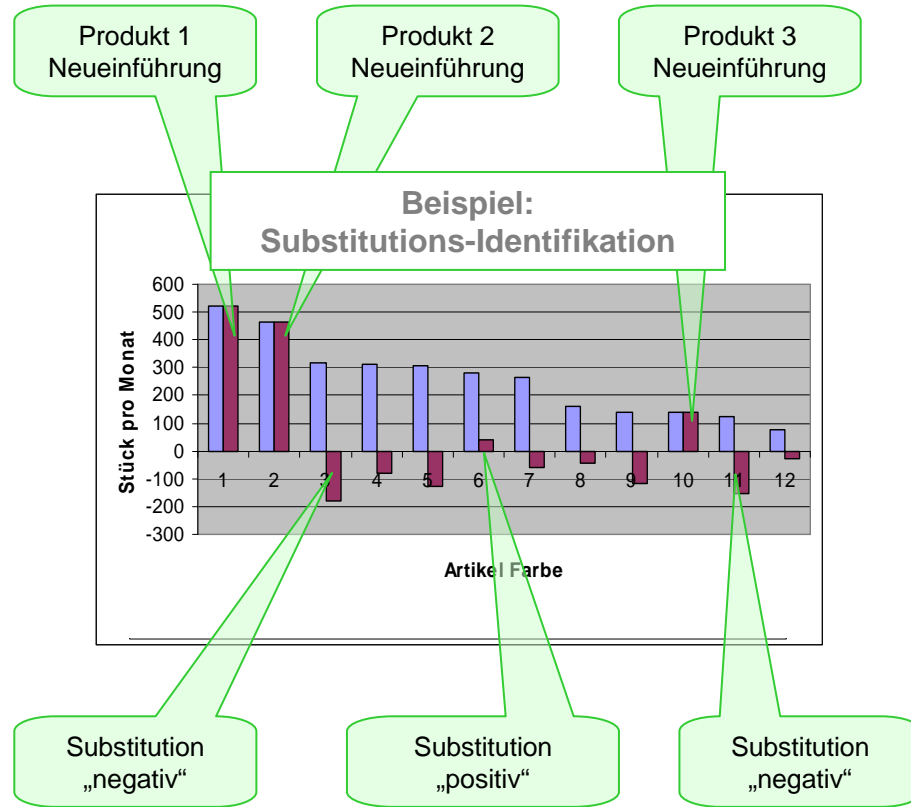 Produkt 1
Neueinführung
Produkt 2
Neueinführung
Produkt 3
Neueinführung
Beispiel:
Substitutions-Identifikation
Stück pro Monat
600
500
400
300
200
100
0
-100
-200
-300
1 2 3 4 5 6 7 8 9 10 11 12
Artikel Farbe
Substitution
„negativ“
Substitution
„positiv“
Substitution
„negativ“